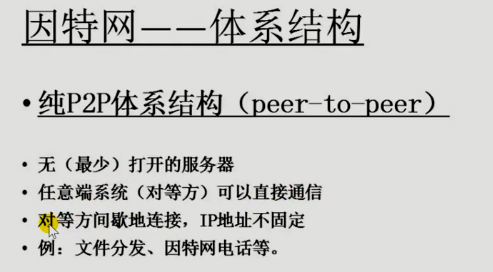 因特网——体系结构
• 纯P2P体系结构（peer-to-peer）
• 无（最少）打开的服务器
• 任意端系统（对等方）可以直接通信
• 对等方间歇地连接，IP地址不固定
• 例：文件分发、因特网电话等。